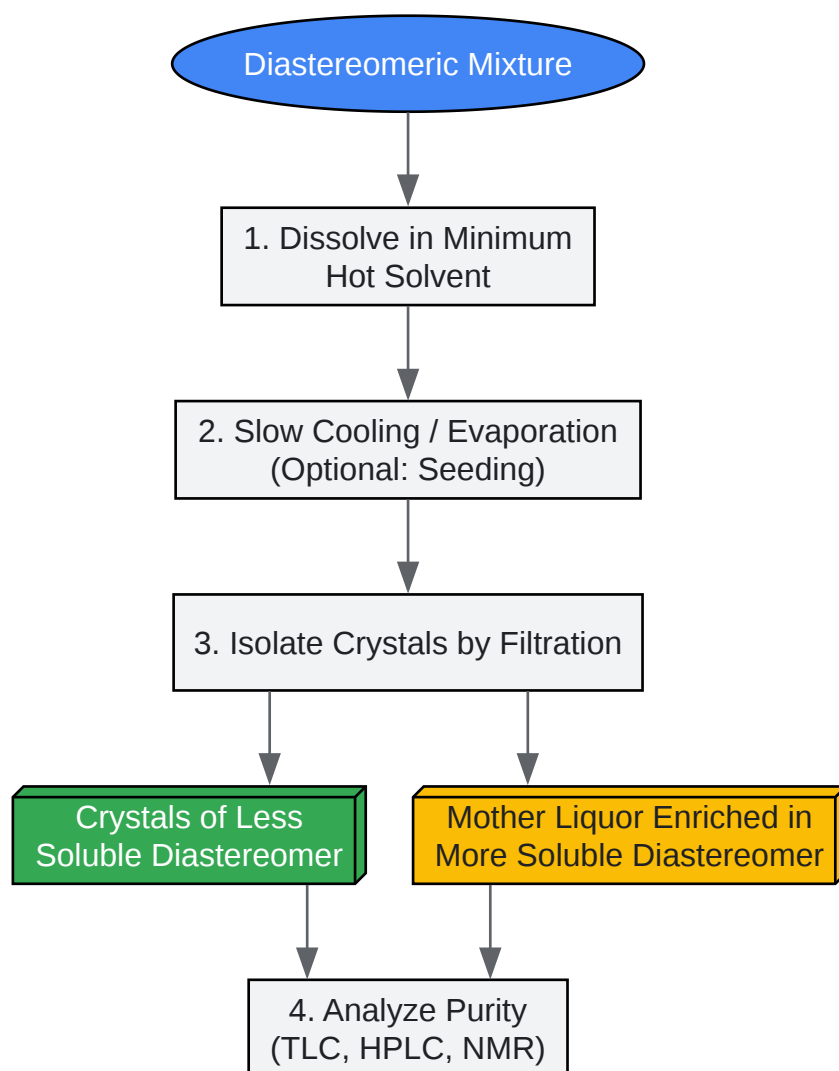 Diastereomeric Mixture
1. Dissolve in Minimum
Hot Solvent
2. Slow Cooling / Evaporation
(Optional: Seeding)
3. Isolate Crystals by Filtration
Crystals of Less
Soluble Diastereomer
Mother Liquor Enriched in
More Soluble Diastereomer
4. Analyze Purity
(TLC, HPLC, NMR)